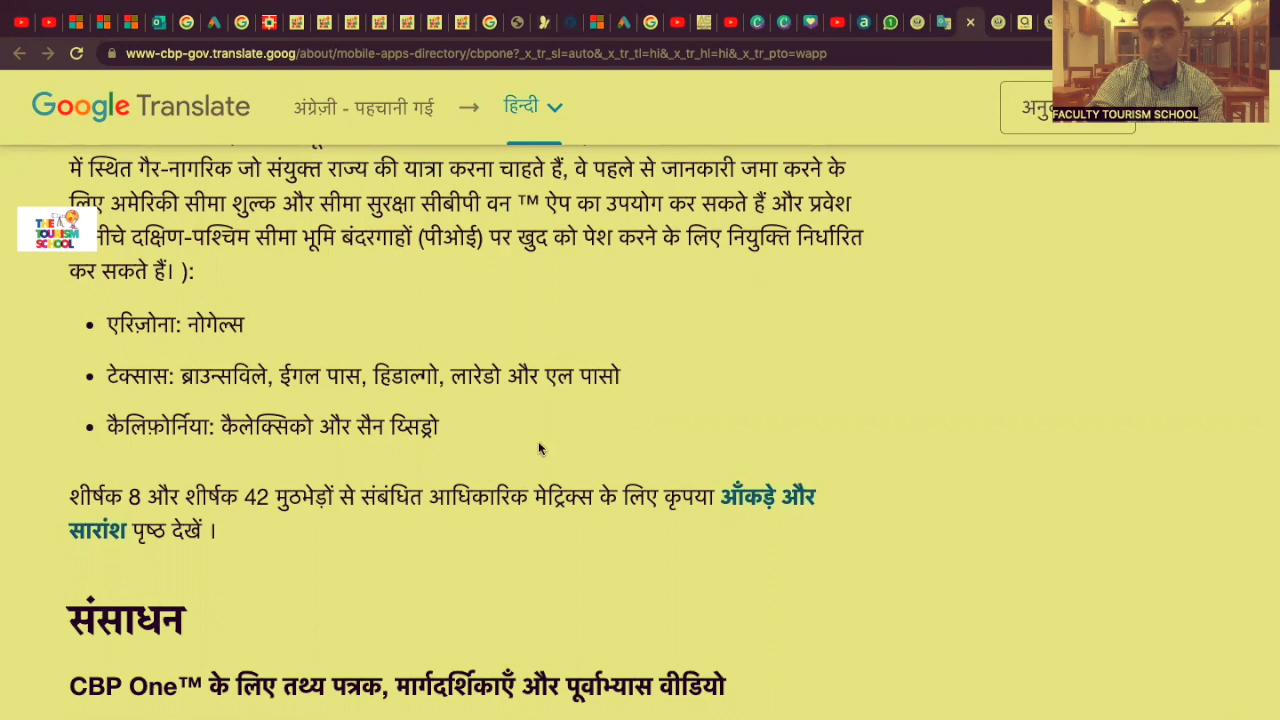 www-cbp-gov.translate.goog/about/mobile-apps-directory/cbpone?_x_tr_sl=auto&_x_tr_tl=hi&_x_tr_hl=hi&_x_tr_pto=wapp
Google Translate अंग्रेज़ी - पहचानी गई → हिन्दी
FACULTY TOURISM SCHOOL
में स्थित गैर-नागरिक जो संयुक्त राज्य की यात्रा करना चाहते हैं, वे पहले से जानकारी जमा करने के
लिए अमेरिकी सीमा शुल्क और सीमा सुरक्षा सीबीपी वन ™ ऐप का उपयोग कर सकते हैं और प्रवेश
THE TOURISM SCHOOL
नीचे दक्षिण-पश्चिम सीमा भूमि बंदरगाहों (पीओई) पर खुद को पेश करने के लिए नियुक्ति निर्धारित
कर सकते हैं। ):
• एरिज़ोना: नोगेल्स
• टेक्सास: ब्राउन्सविले, ईगल पास, हिडाल्गो, लारेडो और एल पासो
• कैलिफ़ोर्निया: कैलेक्सिको और सैन य्सिड्रो
शीर्षक 8 और शीर्षक 42 मुठभेड़ों से संबंधित आधिकारिक मेट्रिक्स के लिए कृपया आँकड़े और
सारांश पृष्ठ देखें ।
संसाधन
CBP One™ के लिए तथ्य पत्रक, मार्गदर्शिकाएँ और पूर्वाभ्यास वीडियो